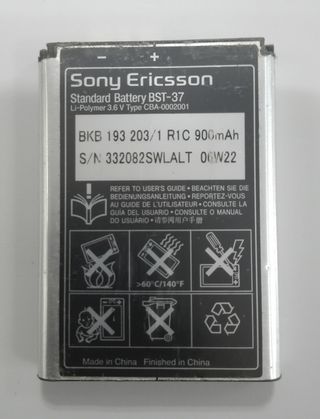 − +
Sony Ericsson
Standard Battery BST-37
Li-Polymer 3.6 V Type CBA-0002001
BKB 193 203/1 R1C 900mAh
S/N 332082SWLALT 06W22
REFER TO USER'S GUIDE • BEACHTEN SIE DIE
BEDIENUNGSANLEITUNG • REPORTEZ-VOUS
AU GUIDE DE L'UTILISATEUR • CONSULTE LA
GUÍA DEL USUARIO • CONSULTE O MANUAL
DO USUÁRIO • 请参阅用户手册
>60°C/140°F
Made in China Finished in China